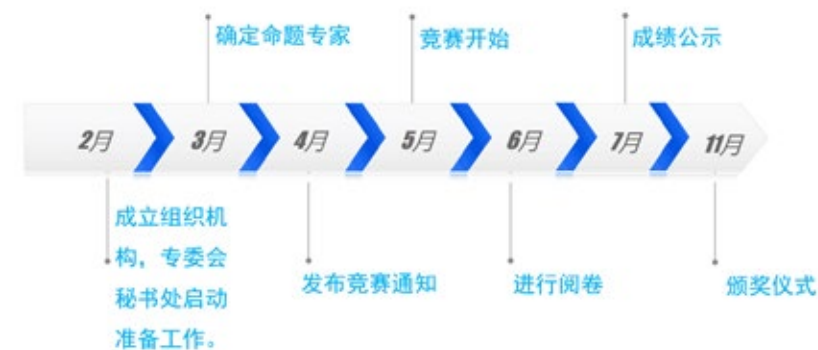 确定命题专家
竞赛开始
成绩公示
2月
3月
4月
5月
6月
7月
11月
成立组织机
构，专委会
秘书处启动
准备工作。
发布竞赛通知
进行阅卷
颁奖仪式